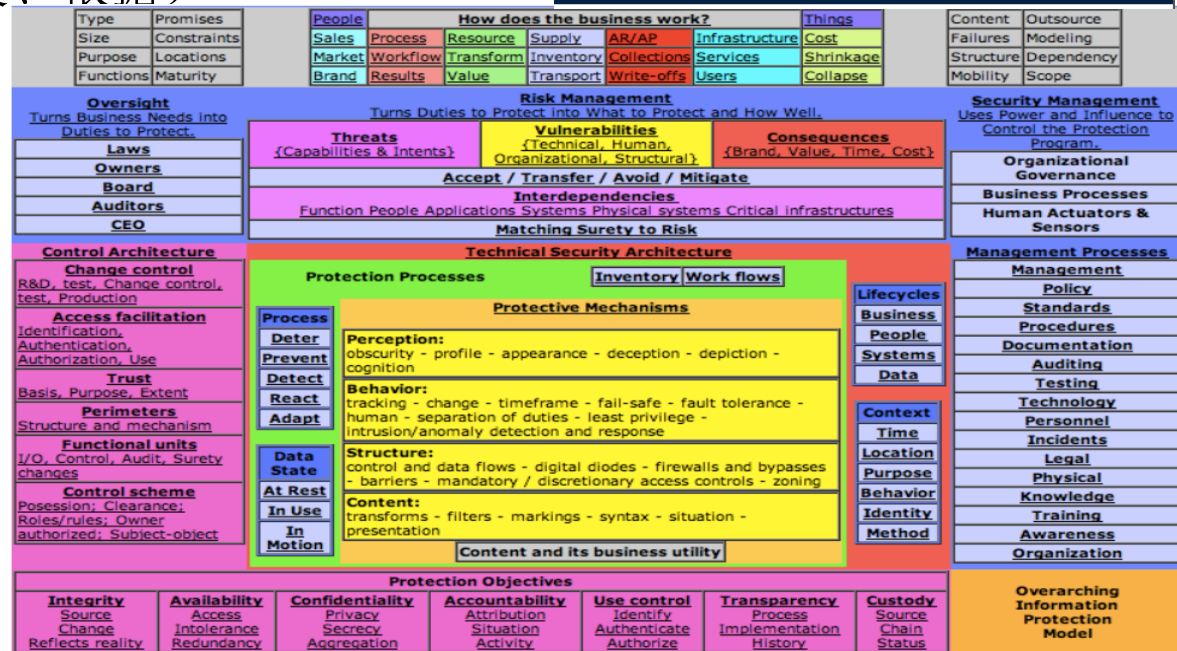 Type Promises
Size Constraints
Purpose Locations
Functions Maturity
People How does the business work? Things
Sales Process Resource Supply AR/AP Infrastructure Cost
Market Workflow Transform Inventory Collections Services Shrinkage
Brand Results Value Transport Write-offs Users Collapse
Content Outsource
Failures Modeling
Structure Dependency
Mobility Scope
Oversight
Turns Business Needs into
Duties to Protect.
Laws
Owners
Board
Auditors
CEO
Risk Management
Turns Duties to Protect into What to Protect and How Well.
Threats
{Capabilities & Intents}
Vulnerabilities
{Technical, Human,
Organizational, Structural}
Consequences
{Brand, Value, Time, Cost}
Accept / Transfer / Avoid / Mitigate
Interdependencies
Function People Applications Systems Physical systems Critical infrastructures
Matching Surety to Risk
Security Management
Uses Power and Influence to
Control the Protection
Program.
Organizational
Governance
Business Processes
Human Actuators &
Sensors
Control Architecture
Change control
R&D, test, Change control,
test, Production
Access facilitation
Identification,
Authentication,
Authorization, Use
Trust
Basis, Purpose, Extent
Perimeters
Structure and mechanism
Functional units
I/O, Control, Audit, Surety
changes
Control scheme
Posession; Clearance;
Roles/rules; Owner
authorized; Subject-object
Technical Security Architecture
Protection Processes
Inventory Work flows
Process
Deter
Prevent
Detect
React
Adapt
Data
State
At Rest
In Use
In
Motion
Protective Mechanisms
Perception:
obscurity - profile - appearance - deception - depiction -
cognition
Behavior:
tracking - change - timeframe - fail-safe - fault tolerance -
human - separation of duties - least privilege -
intrusion/anomaly detection and response
Structure:
control and data flows - digital diodes - firewalls and bypasses
- barriers - mandatory / discretionary access controls - zoning
Content:
transforms - filters - markings - syntax - situation -
presentation
Content and its business utility
Lifecycles
Business
People
Systems
Data
Context
Time
Location
Purpose
Behavior
Identity
Method
Management Processes
Management
Policy
Standards
Procedures
Documentation
Auditing
Testing
Technology
Personnel
Incidents
Legal
Physical
Knowledge
Training
Awareness
Organization
Protection Objectives
Integrity
Source
Change
Reflects reality
Availability
Access
Intolerance
Redundancy
Confidentiality
Privacy
Secrecy
Aggregation
Accountability
Attribution
Situation
Activity
Use control
Identify
Authenticate
Authorize
Transparency
Process
Implementation
History
Custody
Source
Chain
Status
Overarching
Information
Protection
Model